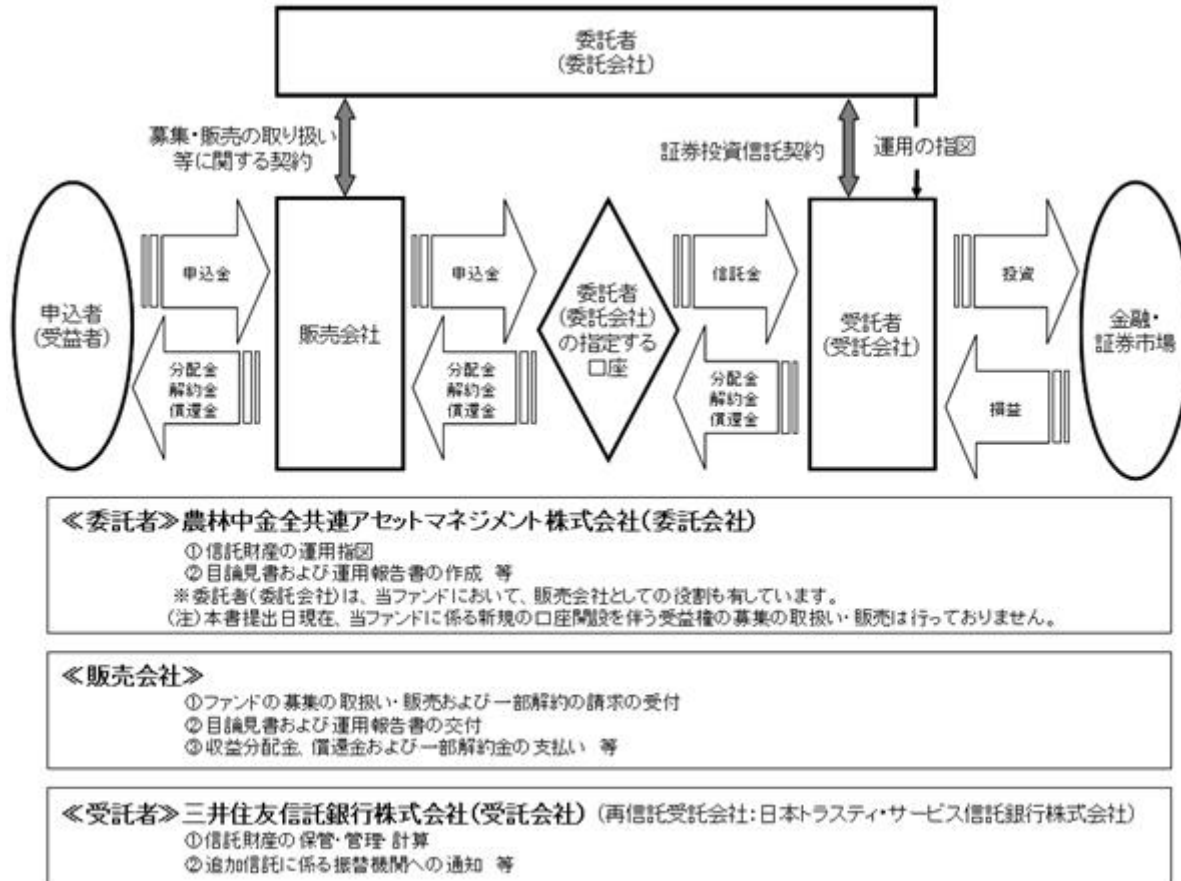 委託者
(委託会社)
募集・販売の取り扱い
等に関する契約
証券投資信託契約
運用の指図
申込者
(受益者)
申込金
分配金
解約金
償還金
販売会社
申込金
分配金
解約金
償還金
委託者
(委託会社)
の指定する
口座
信託金
分配金
解約金
償還金
受託者
(受託会社)
投資
損益
金融・
証券市場
≪委託者≫農林中金全共連アセットマネジメント株式会社(委託会社)
①信託財産の運用指図
②目論見書および運用報告書の作成 等
※委託者(委託会社)は、当ファンドにおいて、販売会社としての役割も有しています。
(注)本書提出日現在、当ファンドに係る新規の口座開設を伴う受益権の募集の取扱い・販売は行っておりません。
≪販売会社≫
①ファンドの募集の取扱い・販売および一部解約の請求の受付
②目論見書および運用報告書の交付
③収益分配金、償還金および一部解約金の支払い 等
≪受託者≫三井住友信託銀行株式会社(受託会社) (再信託受託会社:日本トラスティ・サービス信託銀行株式会社)
①信託財産の保管・管理・計算
②追加信託に係る振替機関への通知 等